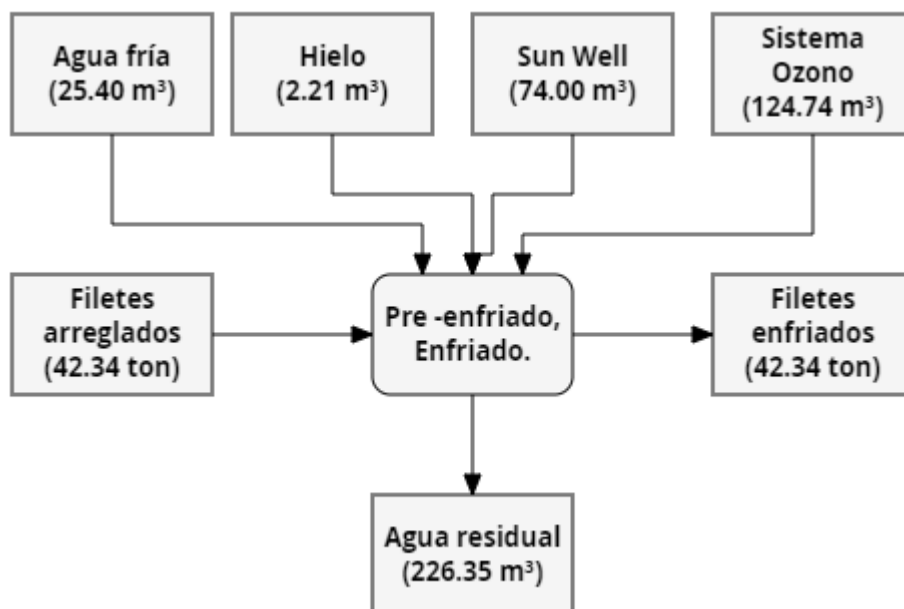 Agua fría
(25.40 m³)
Hielo
(2.21 m³)
Sun Well
(74.00 m³)
Sistema
Ozono
(124.74 m³)
Filetes
arreglados
(42.34 ton)
Pre -enfriado,
Enfriado.
Filetes
enfriados
(42.34 ton)
Agua residual
(226.35 m³)